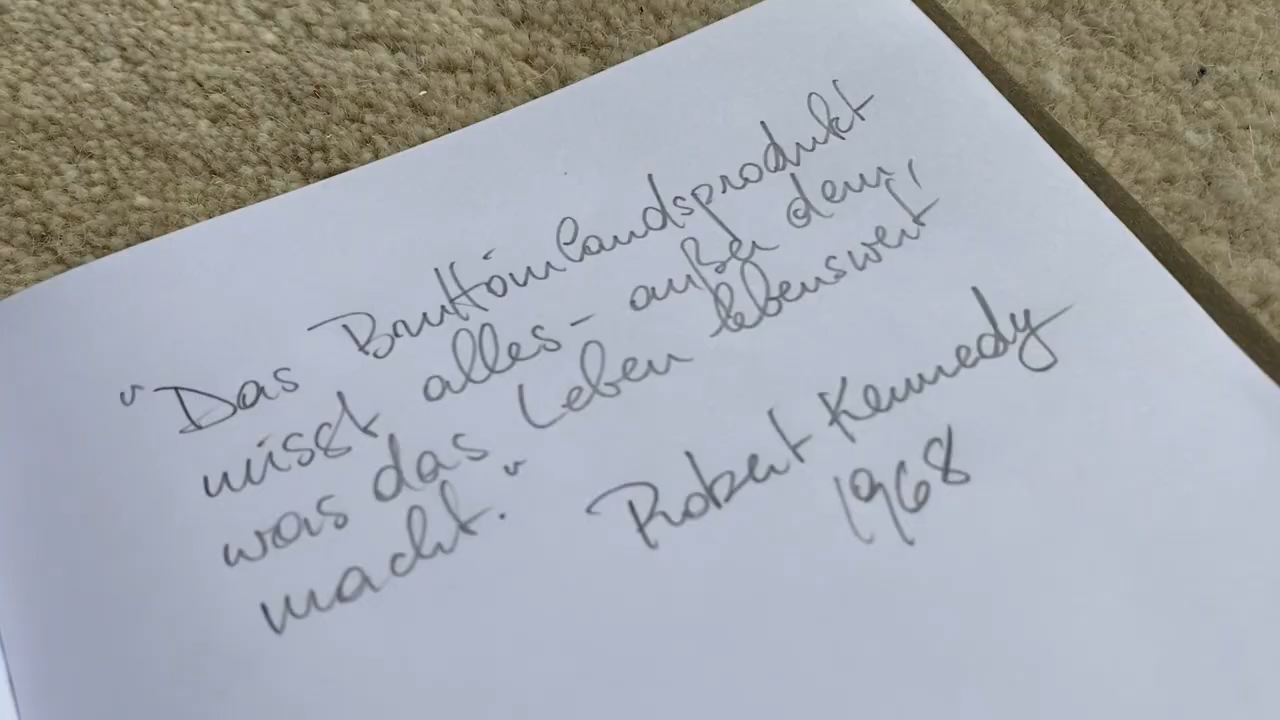 "Das Bruttoinlandsprodukt
misst alles - außer dem,
was das Leben lebenswert
macht."
Robert Kennedy
1968